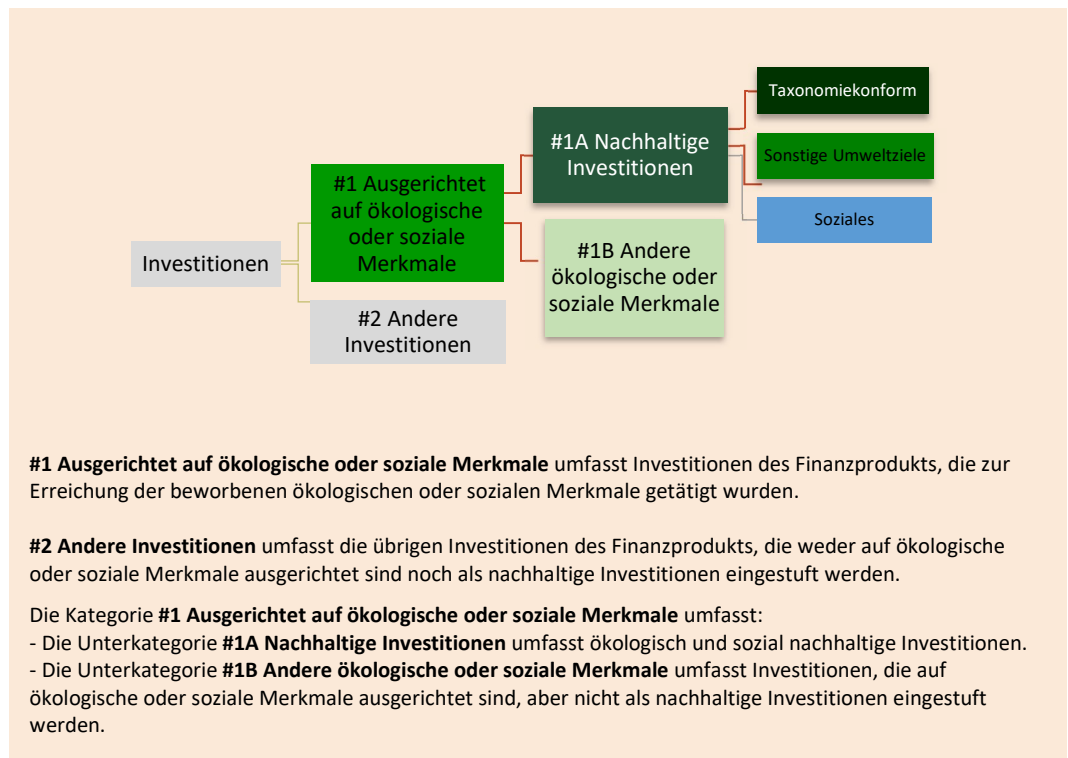 Taxonomiekonform
#1A Nachhaltige
Investitionen
Sonstige Umweltziele
#1 Ausgerichtet
auf ökologische
oder soziale
Merkmale
Soziales
Investitionen
#1B Andere
ökologische oder
soziale Merkmale
#2 Andere
Investitionen
#1 Ausgerichtet auf ökologische oder soziale Merkmale umfasst Investitionen des Finanzprodukts, die zur
Erreichung der beworbenen ökologischen oder sozialen Merkmale getätigt wurden.
#2 Andere Investitionen umfasst die übrigen Investitionen des Finanzprodukts, die weder auf ökologische
oder soziale Merkmale ausgerichtet sind noch als nachhaltige Investitionen eingestuft werden.
Die Kategorie #1 Ausgerichtet auf ökologische oder soziale Merkmale umfasst:
- Die Unterkategorie #1A Nachhaltige Investitionen umfasst ökologisch und sozial nachhaltige Investitionen.
- Die Unterkategorie #1B Andere ökologische oder soziale Merkmale umfasst Investitionen, die auf
ökologische oder soziale Merkmale ausgerichtet sind, aber nicht als nachhaltige Investitionen eingestuft
werden.